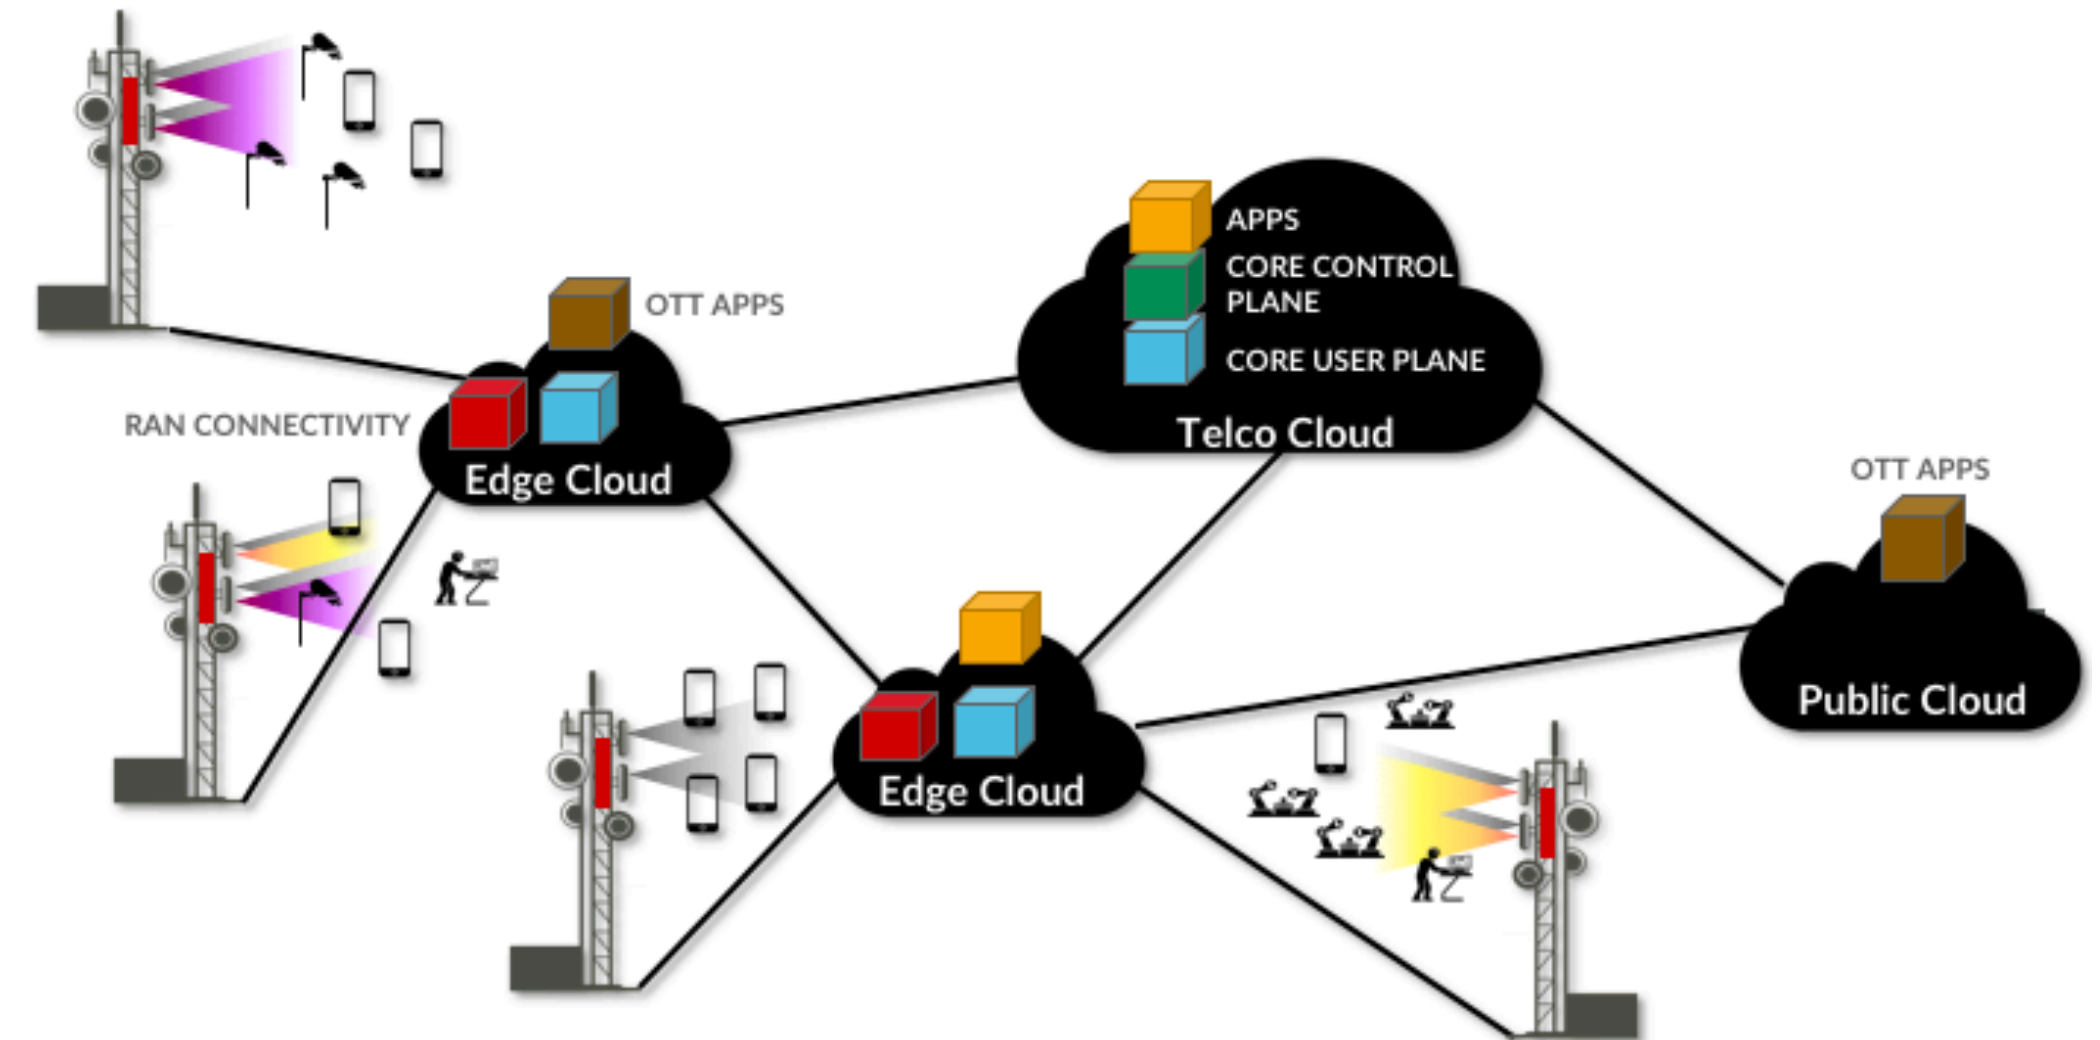 APPS
CORE CONTROL
PLANE
CORE USER PLANE
Telco Cloud
OTT APPS
RAN CONNECTIVITY
Edge Cloud
OTT APPS
Public Cloud
Edge Cloud